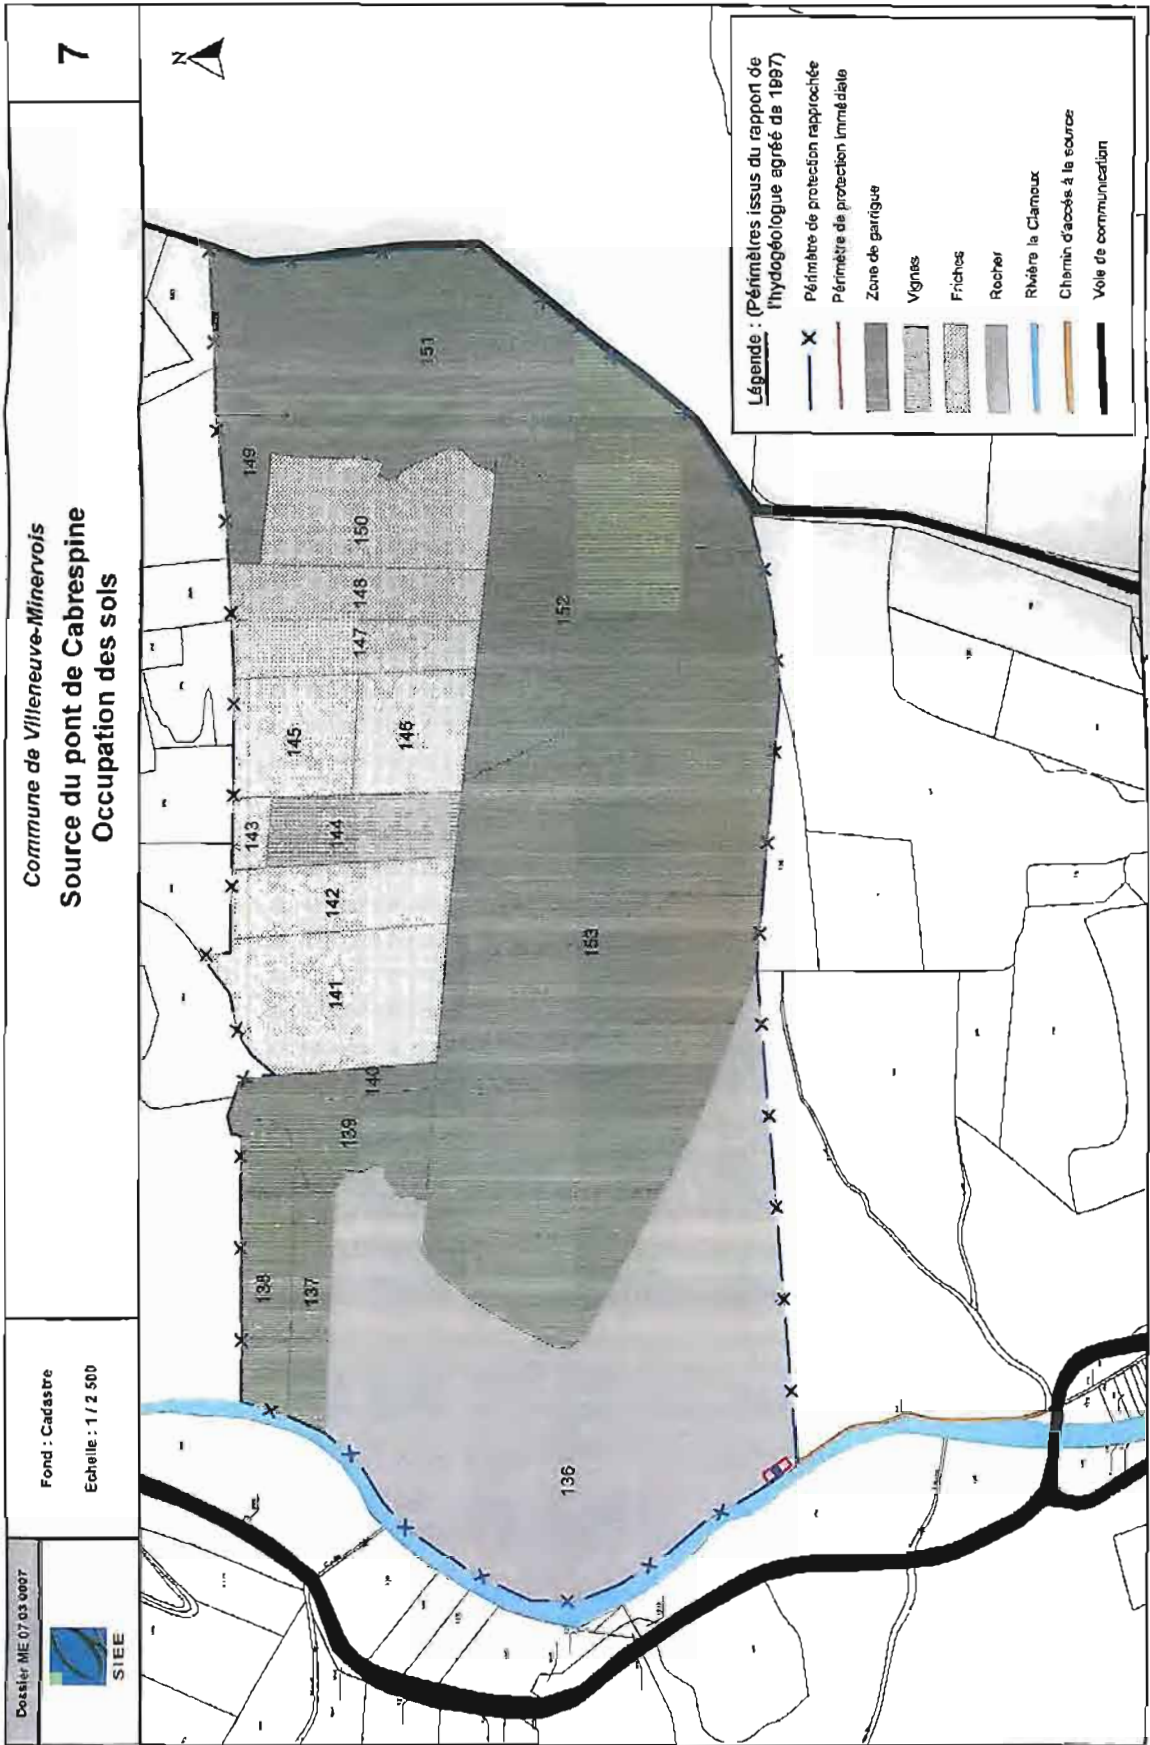 Dossier ME 07 03 0007
SIEE
Fond : Cadastre
Echelle : 1 / 2 500
Commune de Villeneuve-Minervois
Source du pont de Cabrespine
Occupation des sols
7
N
138
137
139
140
141
142
143
144
145
146
147
148
149
150
151
152
153
136
Légende : (Périmètres issus du rapport de
l'hydogéologue agréé de 1997)
Périmètre de protection rapprochée
Périmètre de protection immédiate
Zone de garrigue
Vignes
Friches
Rocher
Rivière la Clamoux
Chemin d'accès à la source
Voie de communication